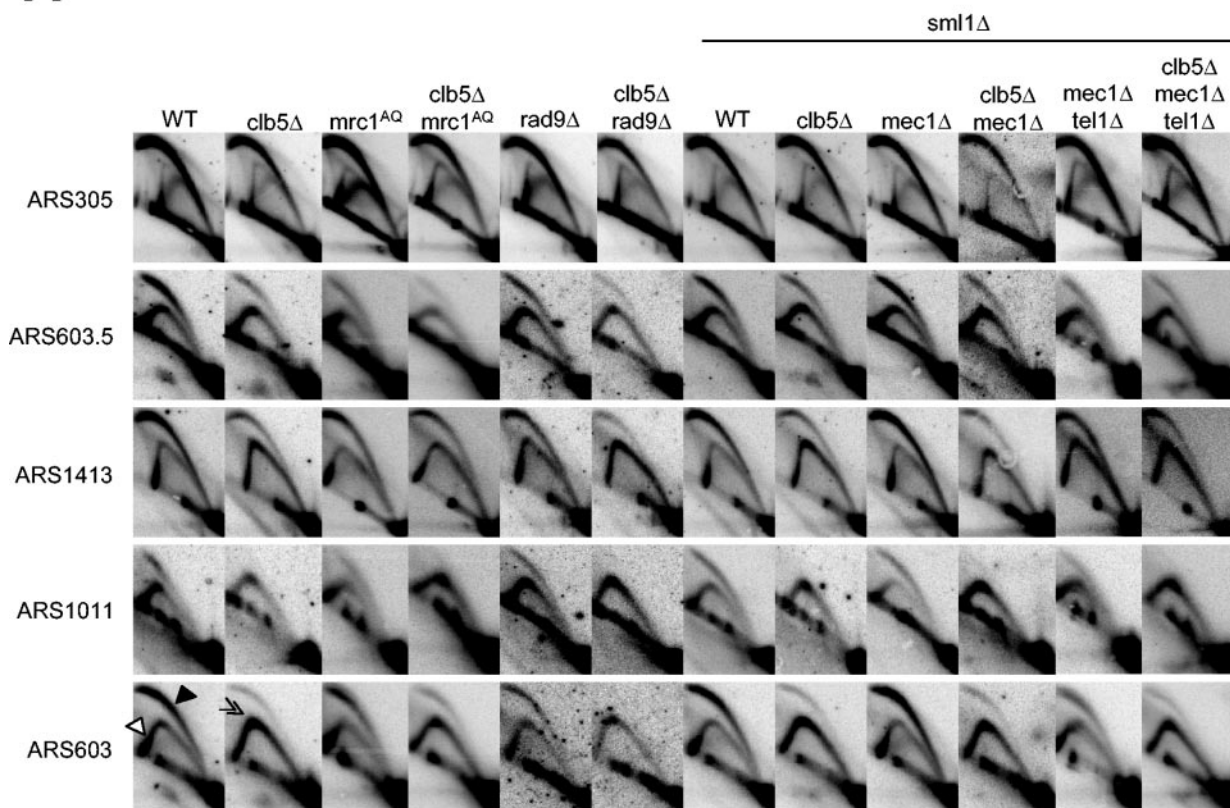 sml1Δ
clb5Δ
clb5Δ clb5Δ clb5Δ mec1Δ mec1Δ
WT clb5Δ mrc1ᴬQ mrc1ᴬQ rad9Δ rad9Δ WT clb5Δ mec1Δ mec1Δ tel1Δ tel1Δ
ARS305
ARS603.5
ARS1413
ARS1011
ARS603